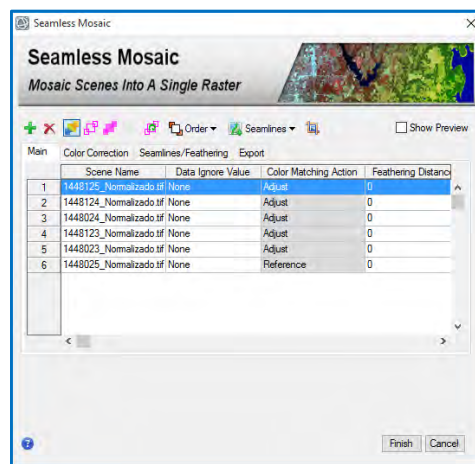 Seamless Mosaic
Seamless Mosaic
Mosaic Scenes Into A Single Raster
Order Seamlines Show Preview
Main Color Correction Seamlines/Feathering Export
Scene Name Data Ignore Value Color Matching Action Feathering Distanc
1 1448125_Normalizado.tif None Adjust 0
2 1448124_Normalizado.tif None Adjust 0
3 1448024_Normalizado.tif None Adjust 0
4 1448123_Normalizado.tif None Adjust 0
5 1448023_Normalizado.tif None Adjust 0
6 1448025_Normalizado.tif None Reference 0
Finish Cancel